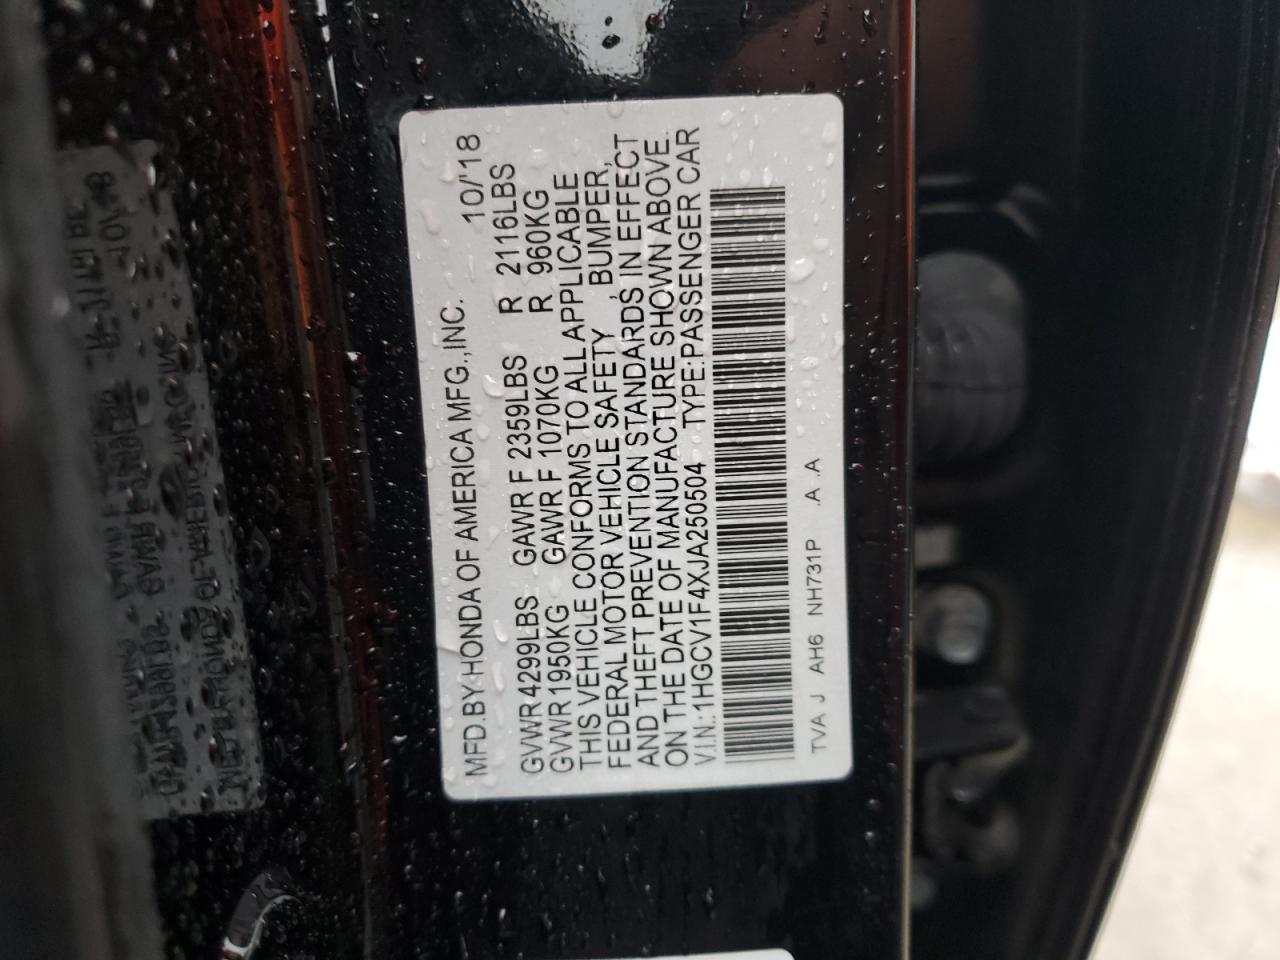 MFD.BY HONDA OF AMERICA MFG.,INC. 10/'18
GVWR 4299LBS GAWR F 2359LBS R 2116LBS
GVWR 1950KG GAWR F 1070KG R 960KG
THIS VEHICLE CONFORMS TO ALL APPLICABLE
FEDERAL MOTOR VEHICLE SAFETY , BUMPER,
AND THEFT PREVENTION STANDARDS IN EFFECT
ON THE DATE OF MANUFACTURE SHOWN ABOVE.
V.I.N.:1HGCV1F4XJA250504 TYPE:PASSENGER CAR
TVA J AH6 NH731P .A .A